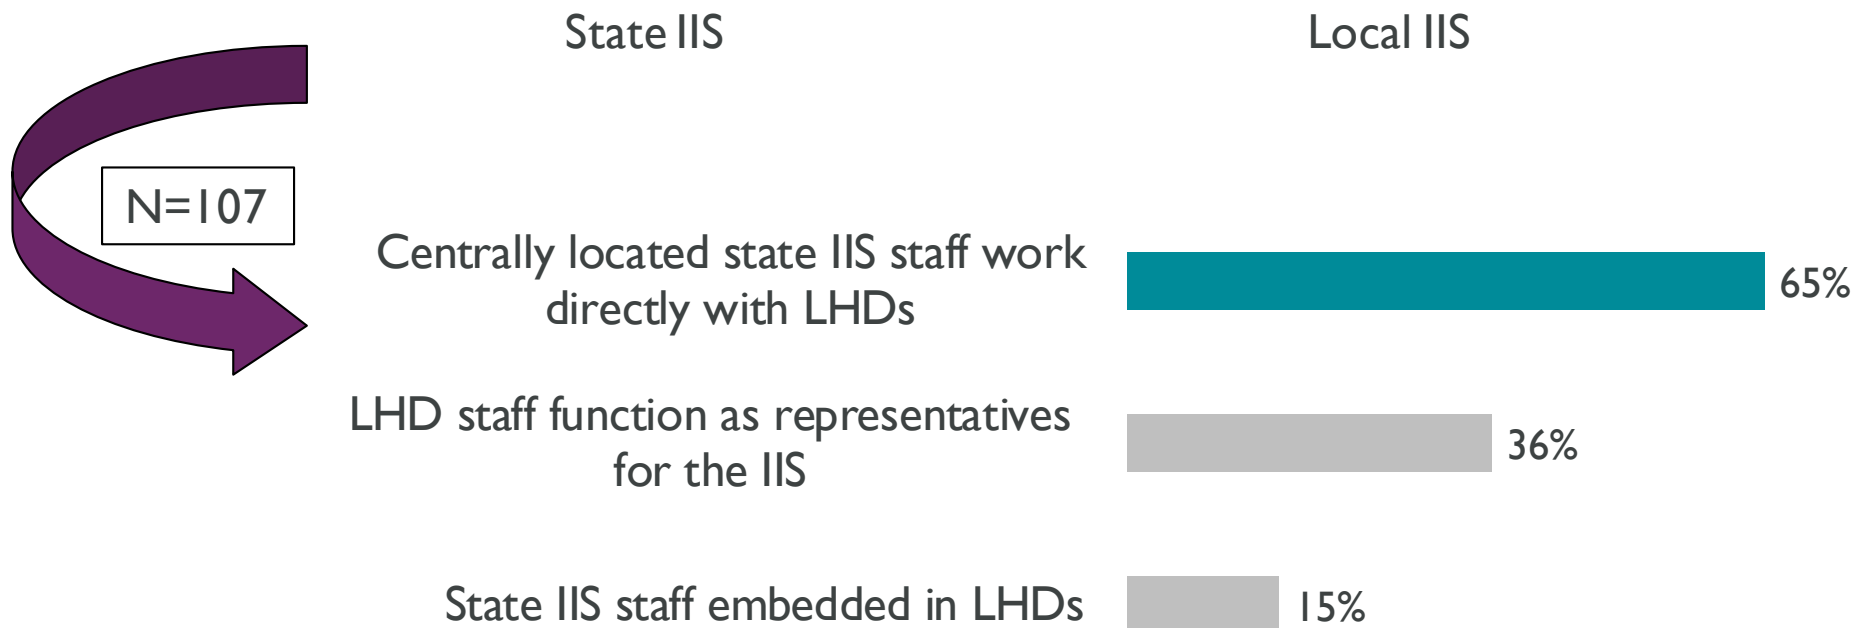 State IIS
Local IIS
N=107
Centrally located state IIS staff work
directly with LHDs
65%
LHD staff function as representatives
for the IIS
36%
State IIS staff embedded in LHDs
15%